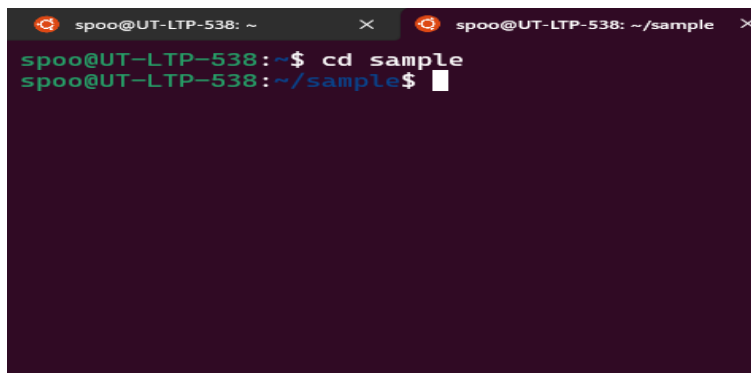 spoo@UT-LTP-538: ~ × spoo@UT-LTP-538: ~/sample ×
spoo@UT-LTP-538:~$ cd sample
spoo@UT-LTP-538:~/sample$